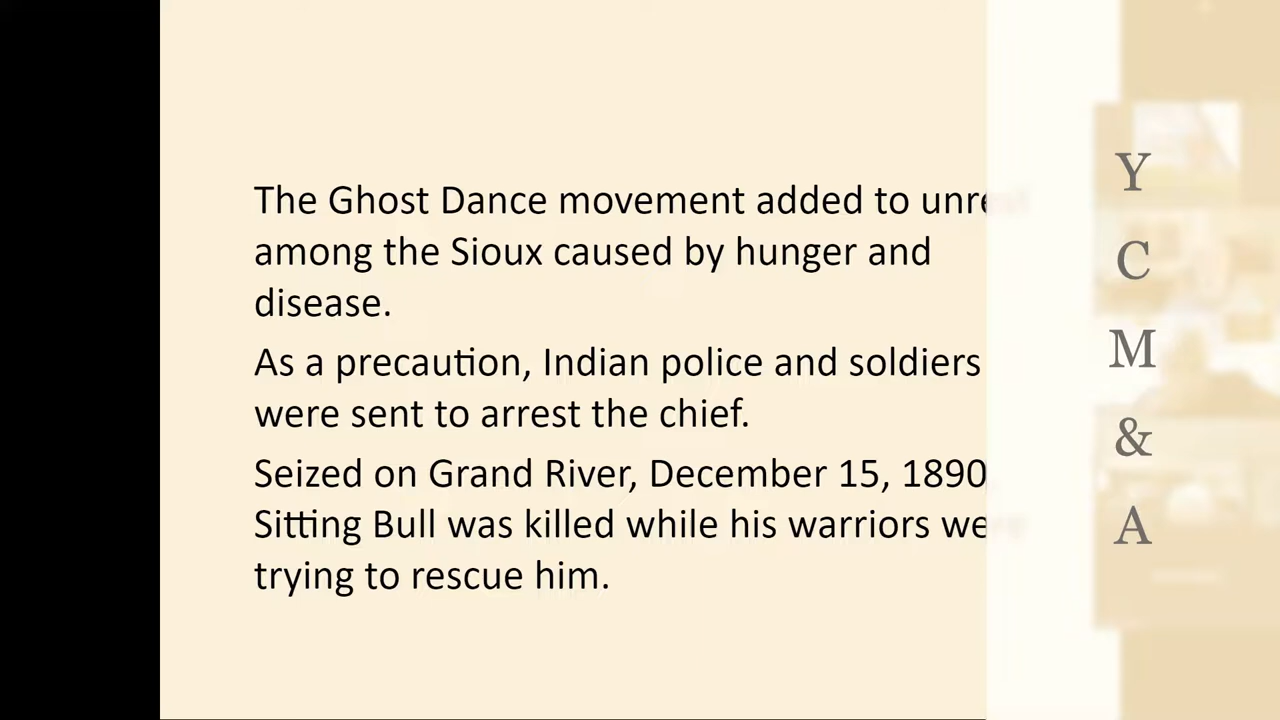 The Ghost Dance movement added to unrest
among the Sioux caused by hunger and
disease.
As a precaution, Indian police and soldiers
were sent to arrest the chief.
Seized on Grand River, December 15, 1890
Sitting Bull was killed while his warriors were
trying to rescue him.
Y
C
M
&
A